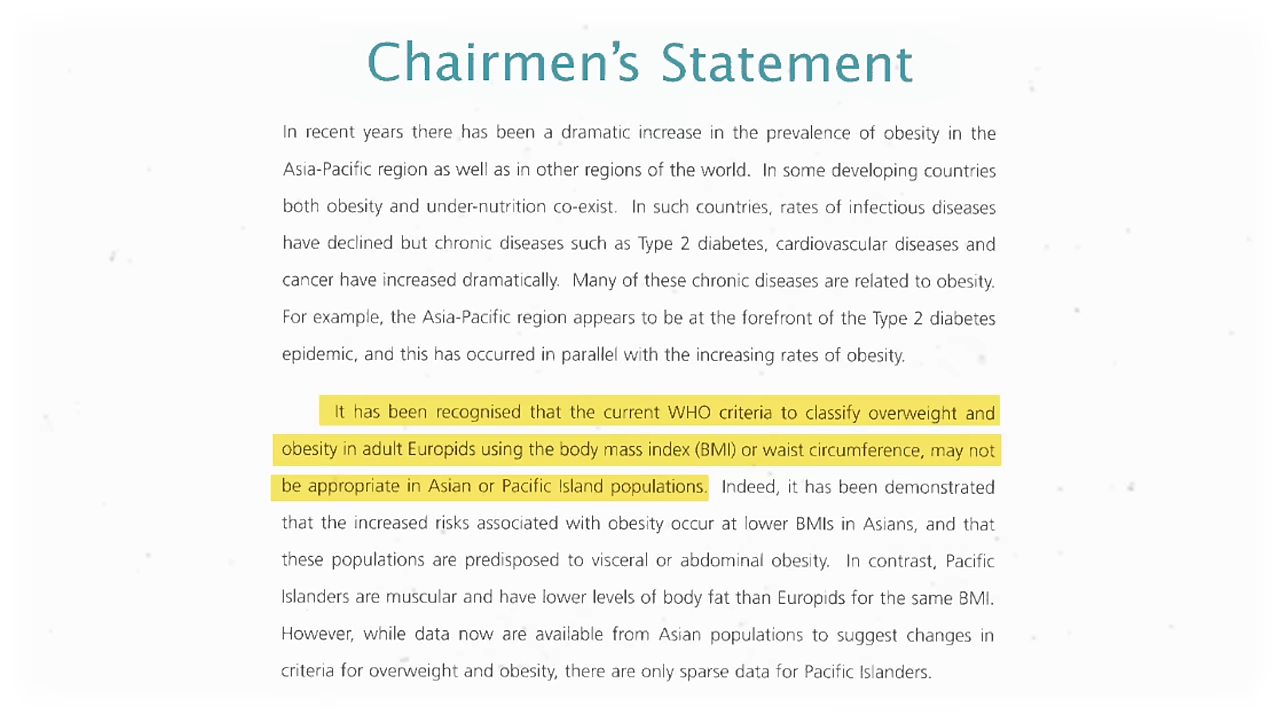 Chairmen's Statement
In recent years there has been a dramatic increase in the prevalence of obesity in the
Asia-Pacific region as well as in other regions of the world. In some developing countries
both obesity and under-nutrition co-exist. In such countries, rates of infectious diseases
have declined but chronic diseases such as Type 2 diabetes, cardiovascular diseases and
cancer have increased dramatically. Many of these chronic diseases are related to obesity.
For example, the Asia-Pacific region appears to be at the forefront of the Type 2 diabetes
epidemic, and this has occurred in parallel with the increasing rates of obesity.
It has been recognised that the current WHO criteria to classify overweight and
obesity in adult Europids using the body mass index (BMI) or waist circumference, may not
be appropriate in Asian or Pacific Island populations. Indeed, it has been demonstrated
that the increased risks associated with obesity occur at lower BMIs in Asians, and that
these populations are predisposed to visceral or abdominal obesity. In contrast, Pacific
Islanders are muscular and have lower levels of body fat than Europids for the same BMI.
However, while data now are available from Asian populations to suggest changes in
criteria for overweight and obesity, there are only sparse data for Pacific Islanders.